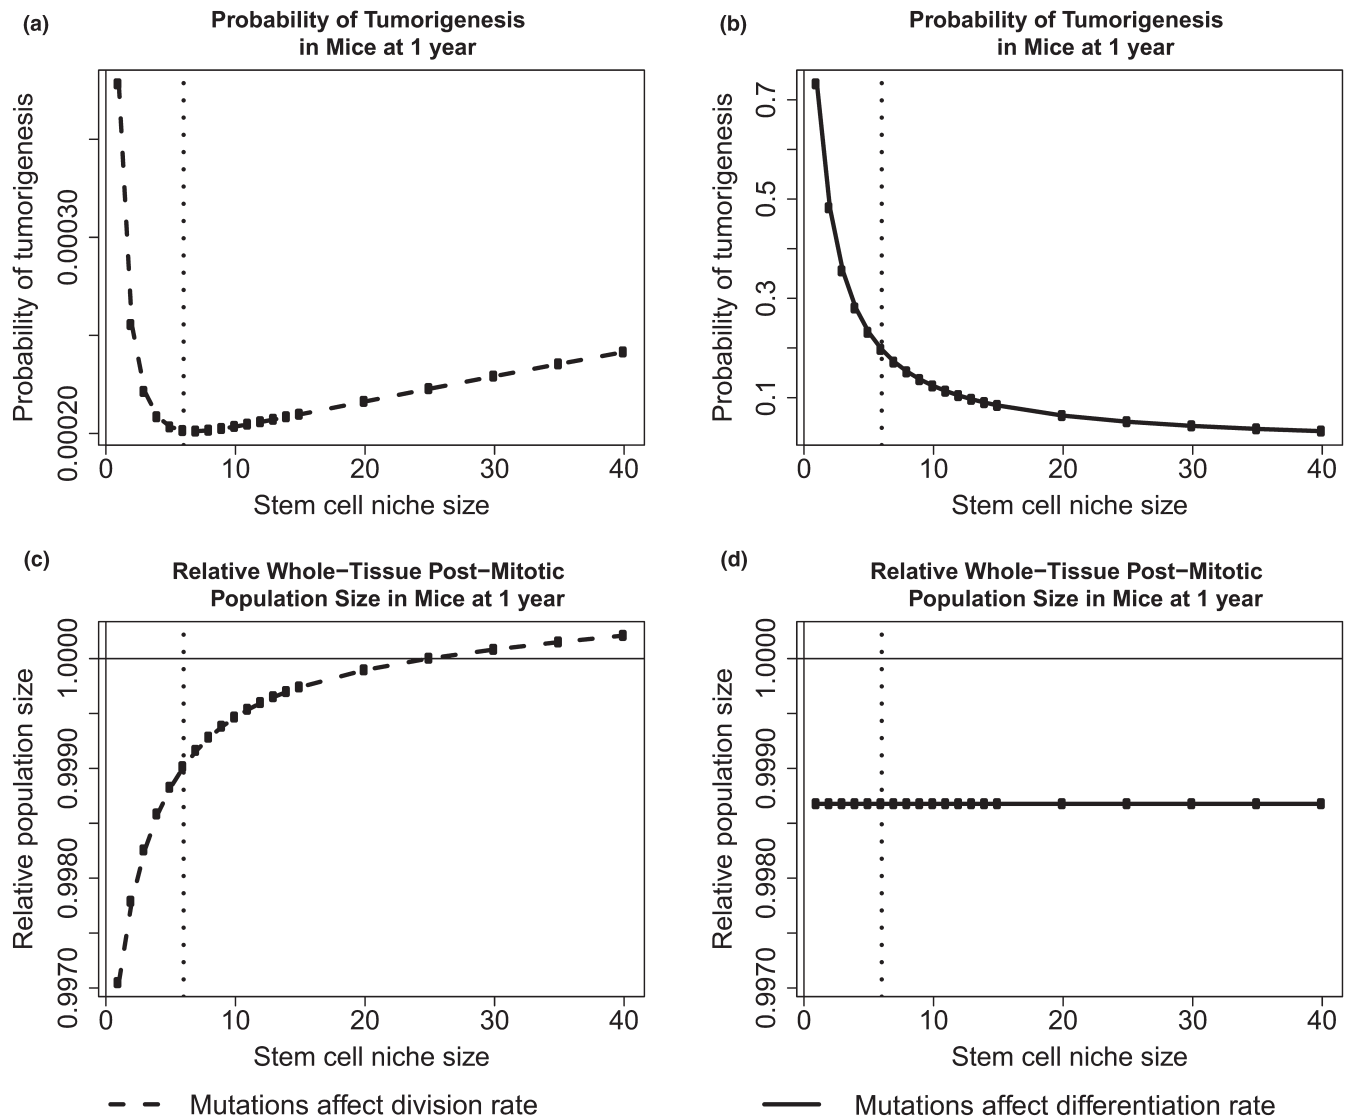 (a)
Probability of Tumorigenesis
in Mice at 1 year
Probability of tumorigenesis
0.00020
0.00030
0 10 20 30 40
Stem cell niche size
(b)
Probability of Tumorigenesis
in Mice at 1 year
Probability of tumorigenesis
0.1 0.3 0.5 0.7
0 10 20 30 40
Stem cell niche size
(c)
Relative Whole−Tissue Post−Mitotic
Population Size in Mice at 1 year
Relative population size
0.9970 0.9980 0.9990 1.0000
0 10 20 30 40
Stem cell niche size
(d)
Relative Whole−Tissue Post−Mitotic
Population Size in Mice at 1 year
Relative population size
0.9970 0.9980 0.9990 1.0000
0 10 20 30 40
Stem cell niche size
Mutations affect division rate
Mutations affect differentiation rate